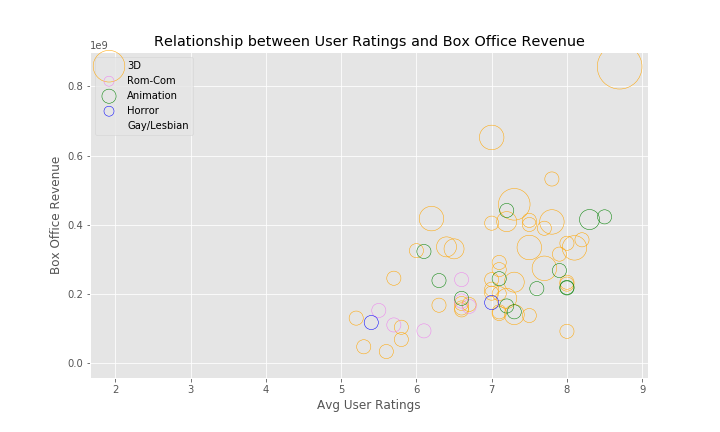 Relationship between User Ratings and Box Office Revenue
1e9
3D
Rom-Com
Animation
Horror
Gay/Lesbian
0.8
0.6
0.4
0.2
0.0
Box Office Revenue
2 3 4 5 6 7 8 9
Avg User Ratings